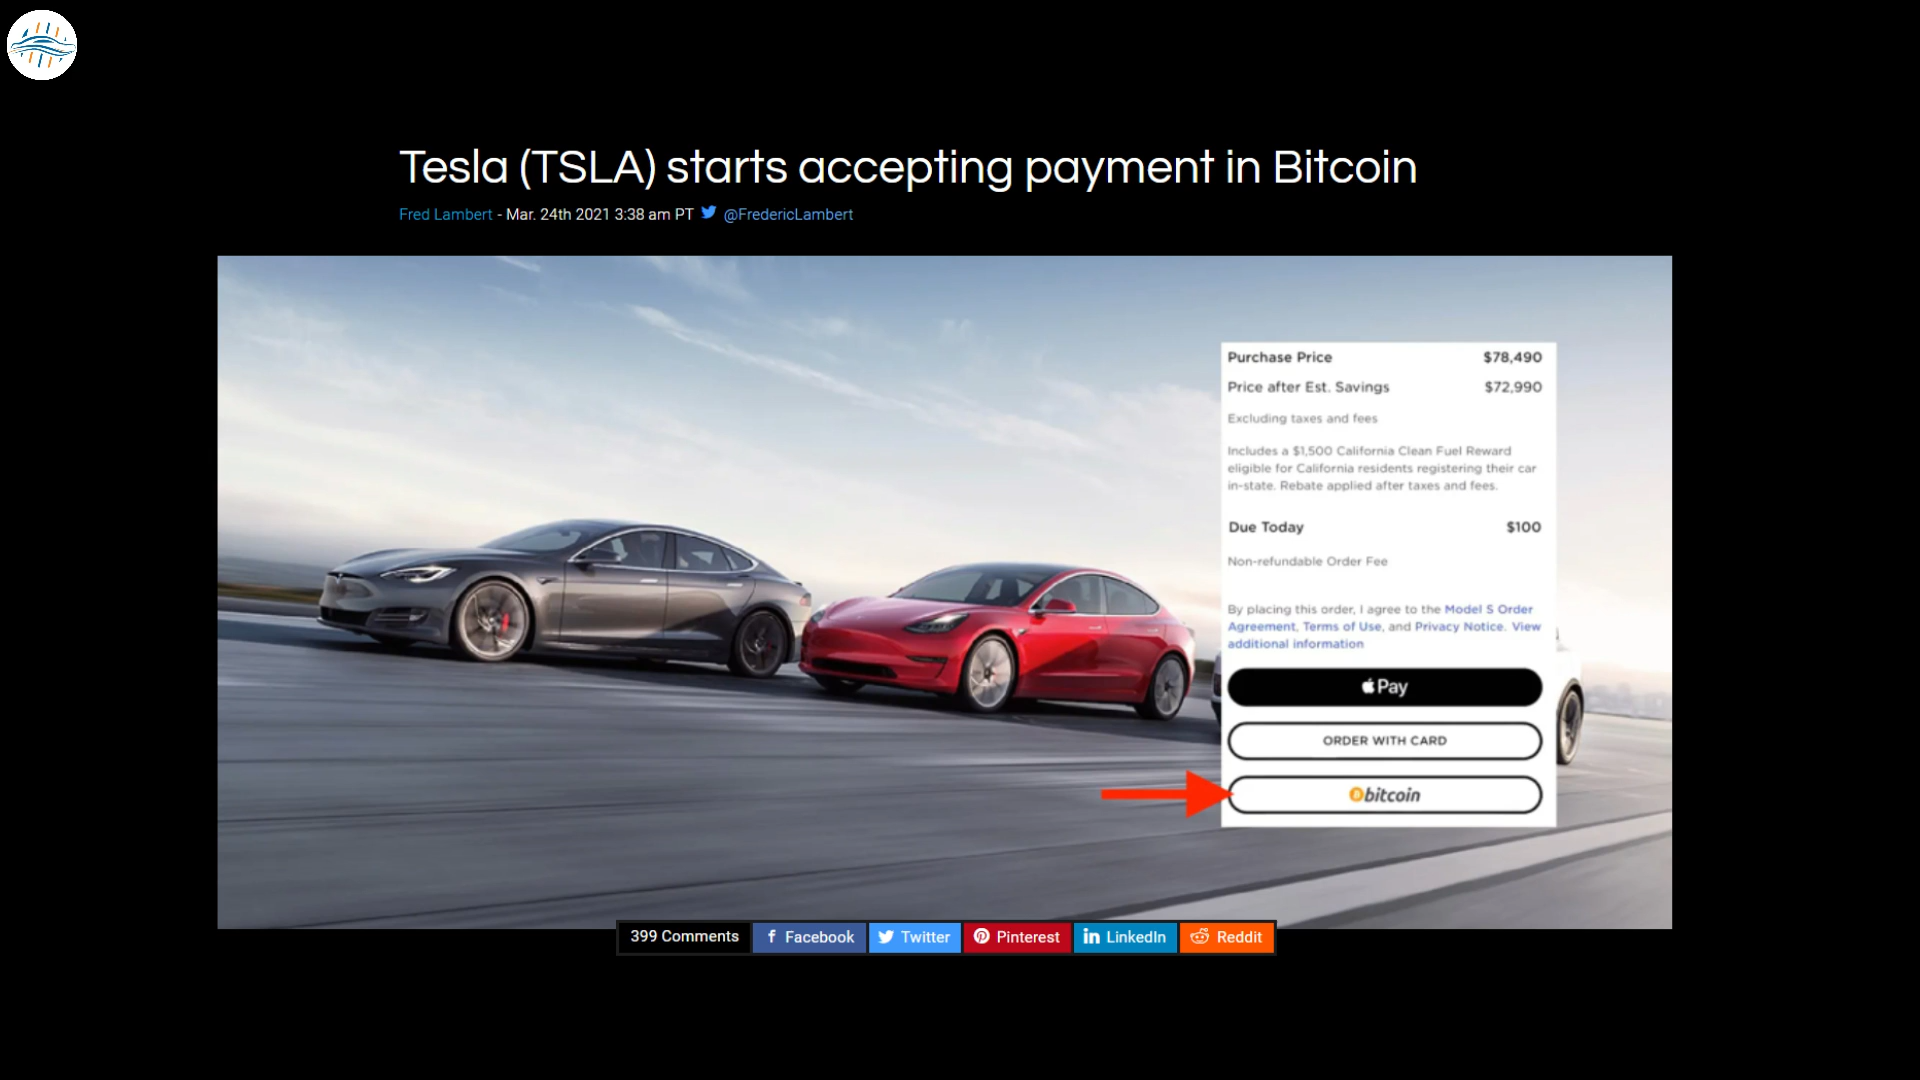 Tesla (TSLA) starts accepting payment in Bitcoin
Fred Lambert - Mar. 24th 2021 3:38 am PT @FredericLambert
Purchase Price $78,490
Price after Est. Savings $72,990
Excluding taxes and fees
Includes a $1,500 California Clean Fuel Reward
eligible for California residents registering their car
in-state. Rebate applied after taxes and fees.
Due Today $100
Non-refundable Order Fee
By placing this order, I agree to the Model S Order
Agreement, Terms of Use, and Privacy Notice. View
additional information
Pay
ORDER WITH CARD
bitcoin
399 Comments Facebook Twitter Pinterest LinkedIn Reddit